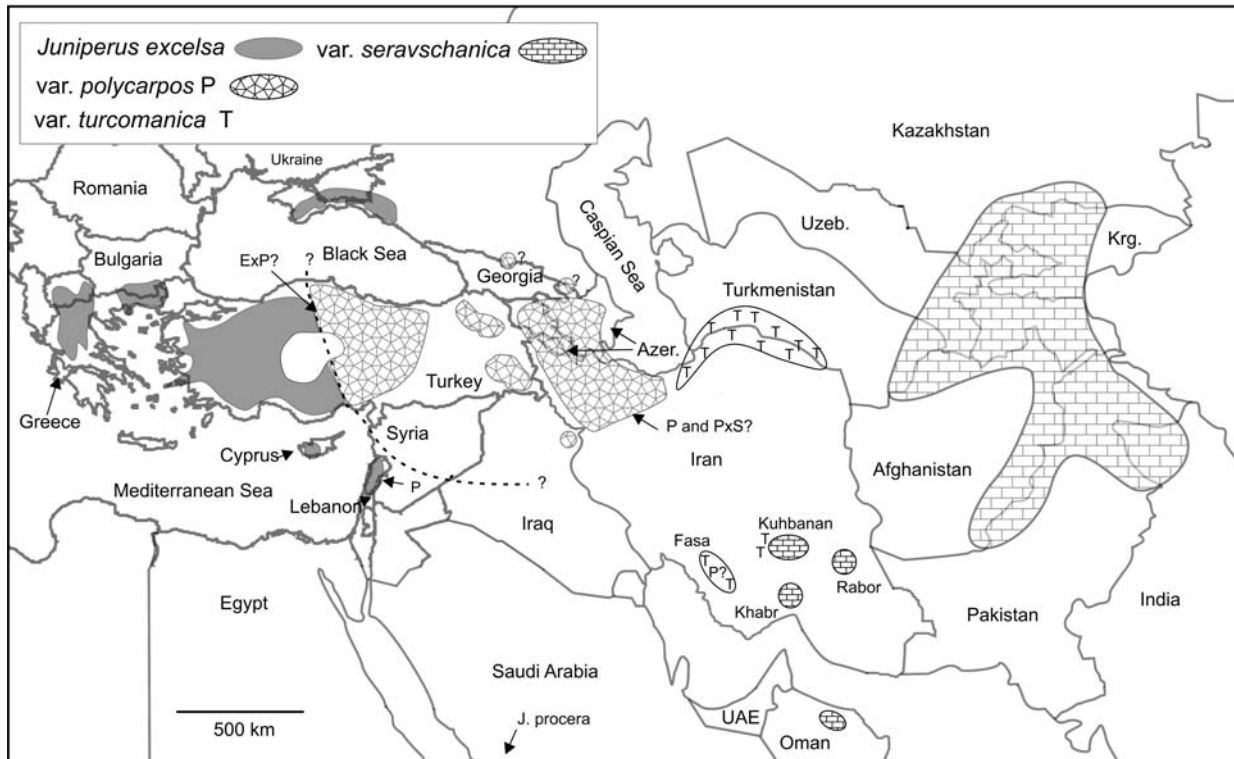 Juniperus excelsa var. seravschanica
var. polycarpos P
var. turcomanica T
Kazakhstan
Ukraine
Romania
Caspian Sea
Uzeb.
Krg.
Black Sea
ExP?
?
Bulgaria
Georgia
?
?
Turkmenistan
T T T T T T T T T T
Azer.
Turkey
Greece
P and PxS?
Syria
Iran
Cyprus
Afghanistan
P
?
Mediterranean Sea
Lebanon
Iraq
Kuhbanan
T
T
Fasa
T
P?
T
Rabor
Khabr
Egypt
Pakistan
India
Saudi Arabia
J. procera
500 km
UAE
Oman